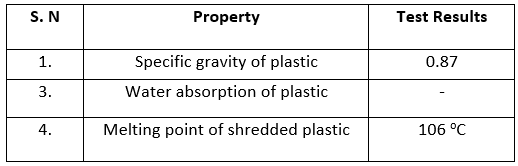 S. N Property Test Results
1. Specific gravity of plastic 0.87
3. Water absorption of plastic -
4. Melting point of shredded plastic 106 ⁰C